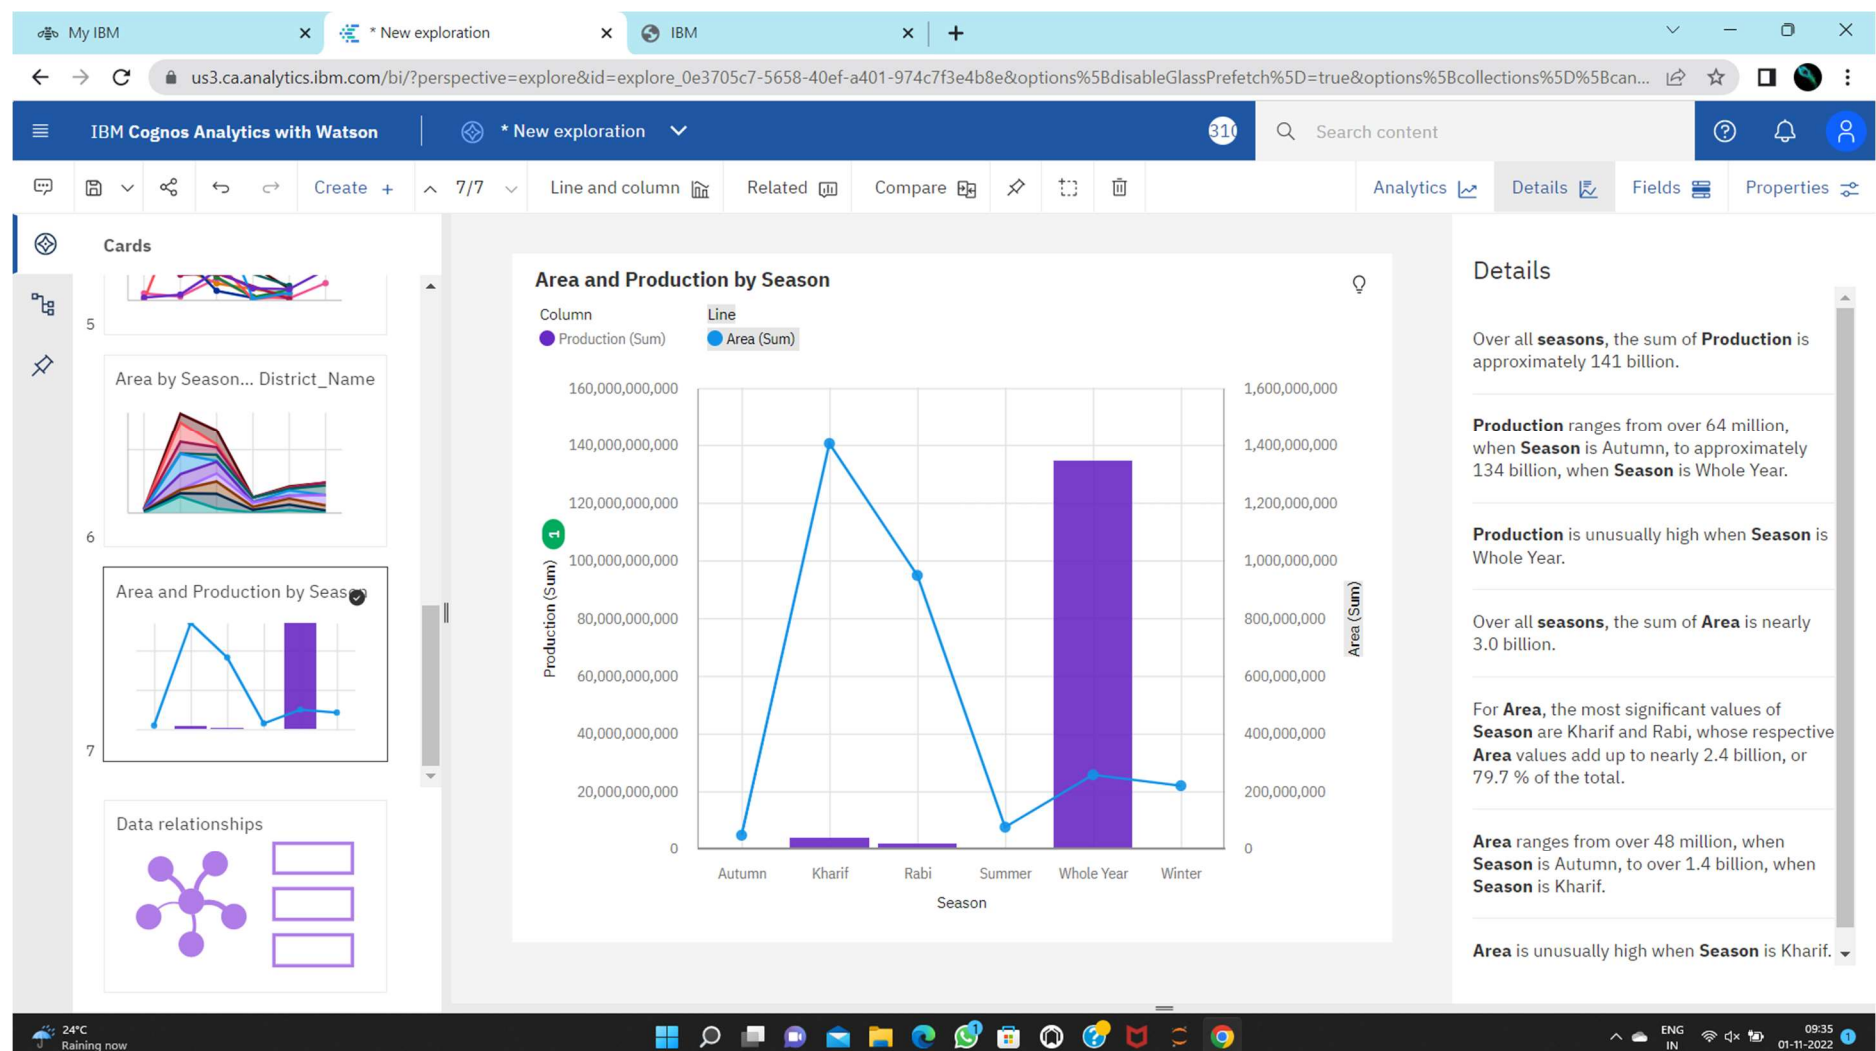 My IBM
* New exploration
IBM
us3.ca.analytics.ibm.com/bi/?perspective=explore&id=explore_0e3705c7-5658-40ef-a401-974c7f3e4b8e&options%5BdisableGlassPrefetch%5D=true&options%5Bcollections%5D%5Bcan...
IBM Cognos Analytics with Watson
* New exploration
310
Search content
Create +
7/7
Line and column
Related
Compare
Analytics
Details
Fields
Properties
Cards
5
Area by Season... District_Name
6
Area and Production by Season
7
Data relationships
Area and Production by Season
Column
Line
Production (Sum)
Area (Sum)
160,000,000,000
140,000,000,000
120,000,000,000
100,000,000,000
80,000,000,000
60,000,000,000
40,000,000,000
20,000,000,000
0
Production (Sum)
1
1,600,000,000
1,400,000,000
1,200,000,000
1,000,000,000
800,000,000
600,000,000
400,000,000
200,000,000
0
Area (Sum)
Autumn
Kharif
Rabi
Summer
Whole Year
Winter
Season
Details
Over all seasons, the sum of Production is
approximately 141 billion.
Production ranges from over 64 million,
when Season is Autumn, to approximately
134 billion, when Season is Whole Year.
Production is unusually high when Season is
Whole Year.
Over all seasons, the sum of Area is nearly
3.0 billion.
For Area, the most significant values of
Season are Kharif and Rabi, whose respective
Area values add up to nearly 2.4 billion, or
79.7 % of the total.
Area ranges from over 48 million, when
Season is Autumn, to over 1.4 billion, when
Season is Kharif.
Area is unusually high when Season is Kharif.
24°C
Raining now
1
ENG
IN
09:35
01-11-2022
1